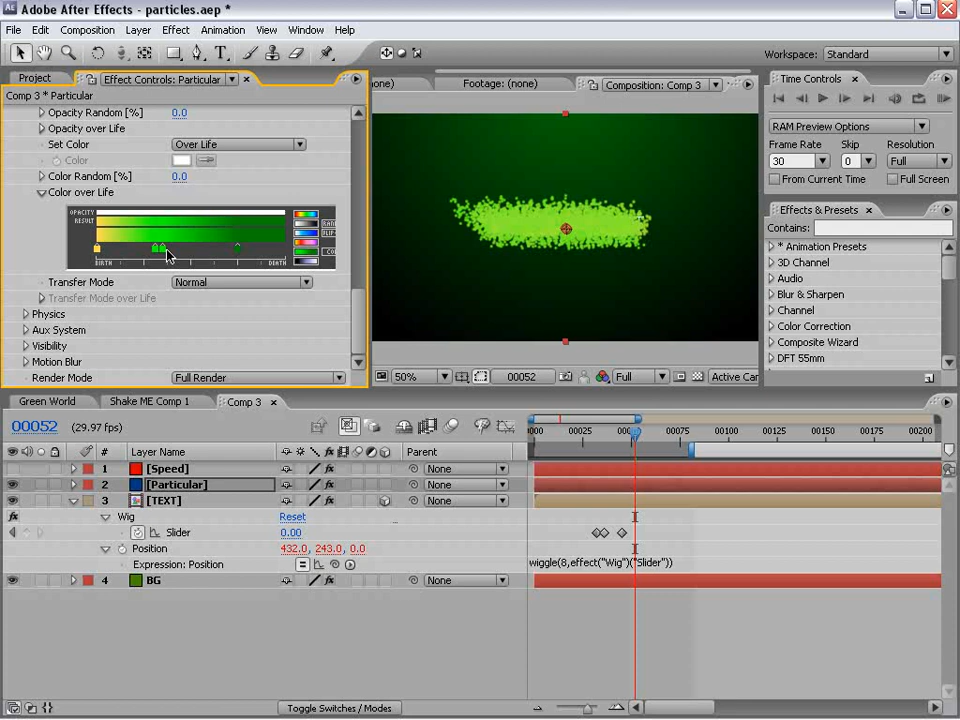 Adobe After Effects - particles.aep *
File Edit Composition Layer Effect Animation View Window Help
Workspace: Standard
Project Effect Controls: Particular
(none) Footage: (none) Composition: Comp 3
Time Controls
Comp 3 * Particular
Opacity Random [%] 0.0
Opacity over Life
Set Color Over Life
Color
Color Random [%] 0.0
Color over Life
OPACITY
RESULT
BIRTH DEATH
Transfer Mode Normal
Transfer Mode over Life
Physics
Aux System
Visibility
Motion Blur
Render Mode Full Render
50% 00052 Full Active Cam
RAM Preview Options
Frame Rate Skip Resolution
30 0 Full
From Current Time Full Screen
Effects & Presets
Contains:
* Animation Presets
3D Channel
Audio
Blur & Sharpen
Channel
Color Correction
Composite Wizard
DFT 55mm
Green World Shake ME Comp 1 Comp 3
00052 (29.97 fps)
0000 00025 00075 00100 00125 00150 00175 00200
# Layer Name Parent
1 [Speed] None
2 [Particular] None
3 [TEXT] None
Wig Reset
Slider 0.00
Position 432.0, 243.0, 0.0
Expression: Position wiggle(8,effect("Wig")("Slider"))
4 BG None
Toggle Switches / Modes